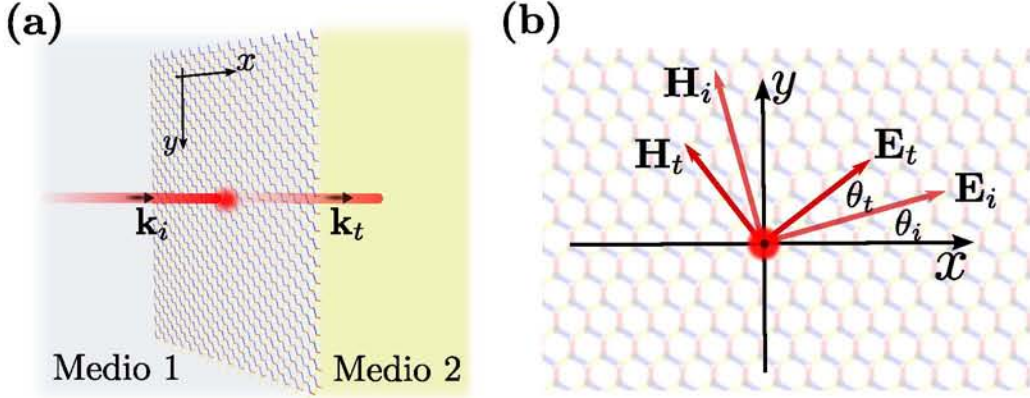 (a)
x
y
k_i
k_t
Medio 1
Medio 2
(b)
H_i
y
H_t
E_t
θ_t
E_i
θ_i
x